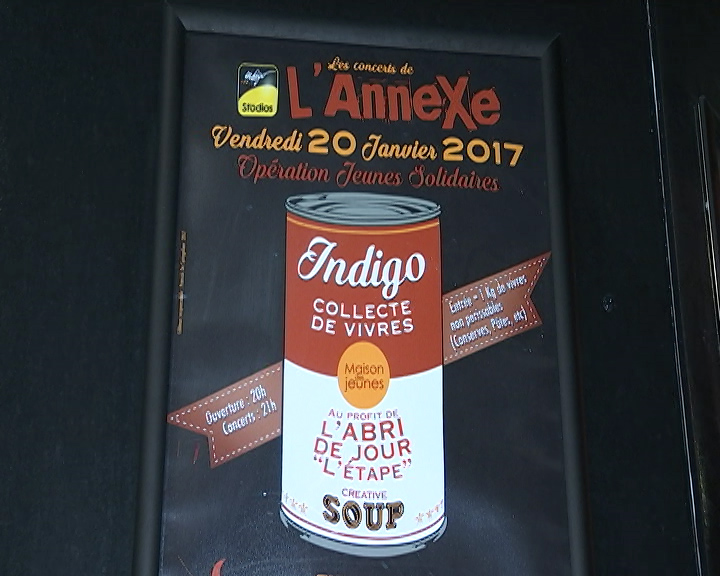 Les concerts de
L'AnneXe
Indigo
Studios
Vendredi 20 Janvier 2017
Opération Jeunes Solidaires
Indigo
COLLECTE
DE VIVRES
Entrée = 1 Kg de vivres
non périssables
(Conserves, Pâtes, etc)
Maison
des
jeunes
Ouverture : 20h
Concerts : 21h
AU PROFIT DE
L'ABRI
DE JOUR
"L'ÉTAPE"
CREATIVE
SOUP